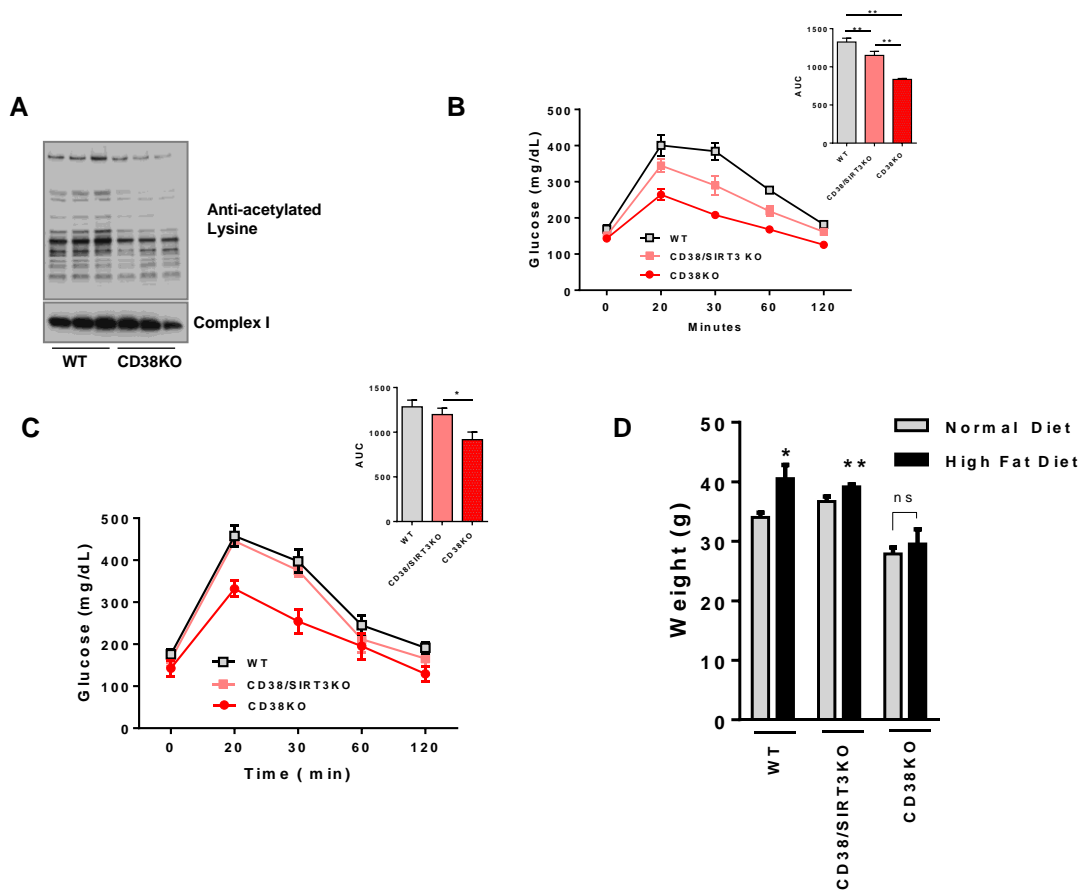 A
Anti-acetylated
Lysine
Complex I
WT
CD38KO
B
**
**
**
1500
1000
500
0
AUC
WT
CD38/SIRT3KO
CD38KO
500
400
300
200
100
0
Glucose (mg/dL)
WT
CD38/SIRT3 KO
CD38KO
0
20
30
60
120
Minutes
C
*
1500
1000
500
0
AUC
WT
CD38/SIRT3KO
CD38KO
500
400
300
200
100
0
Glucose (mg/dL)
WT
CD38/SIRT3KO
CD38KO
0
20
30
60
120
Time ( min)
D
Normal Diet
High Fat Diet
50
40
30
20
10
0
Weight (g)
*
**
ns
WT
CD38/SIRT3KO
CD38KO